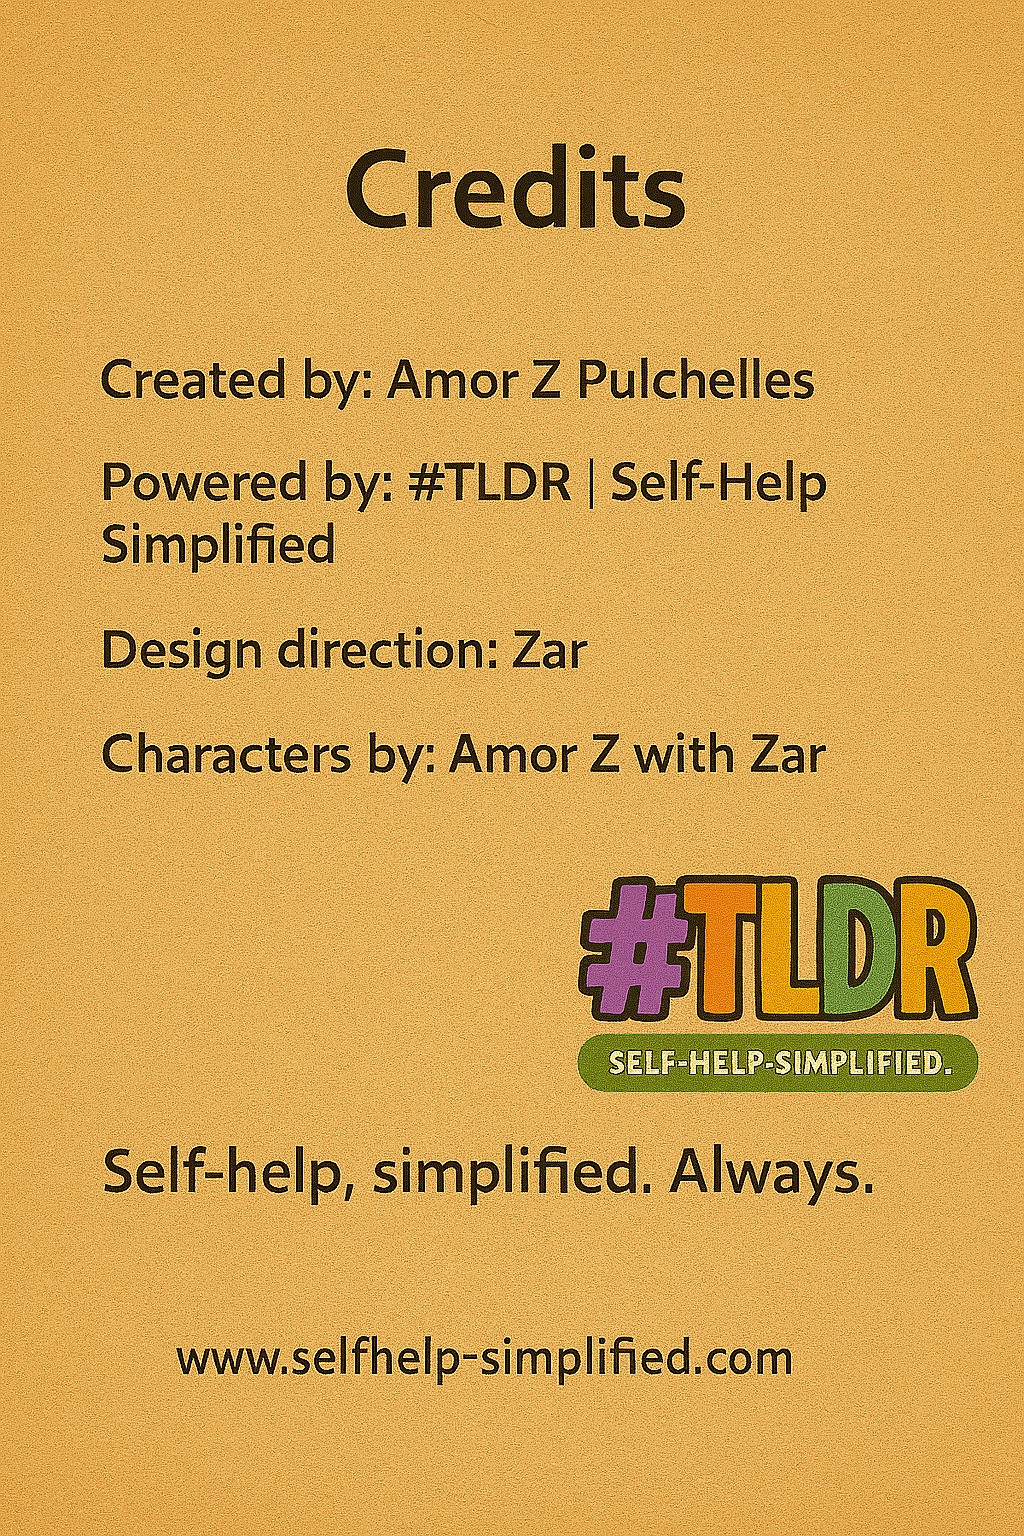 Credits
Created by: Amor Z Pulchelles
Powered by: #TLDR | Self-Help
Simplified
Design direction: Zar
Characters by: Amor Z with Zar
#TLDR
SELF-HELP-SIMPLIFIED.
Self-help, simplified. Always.
www.selfhelp-simplified.com